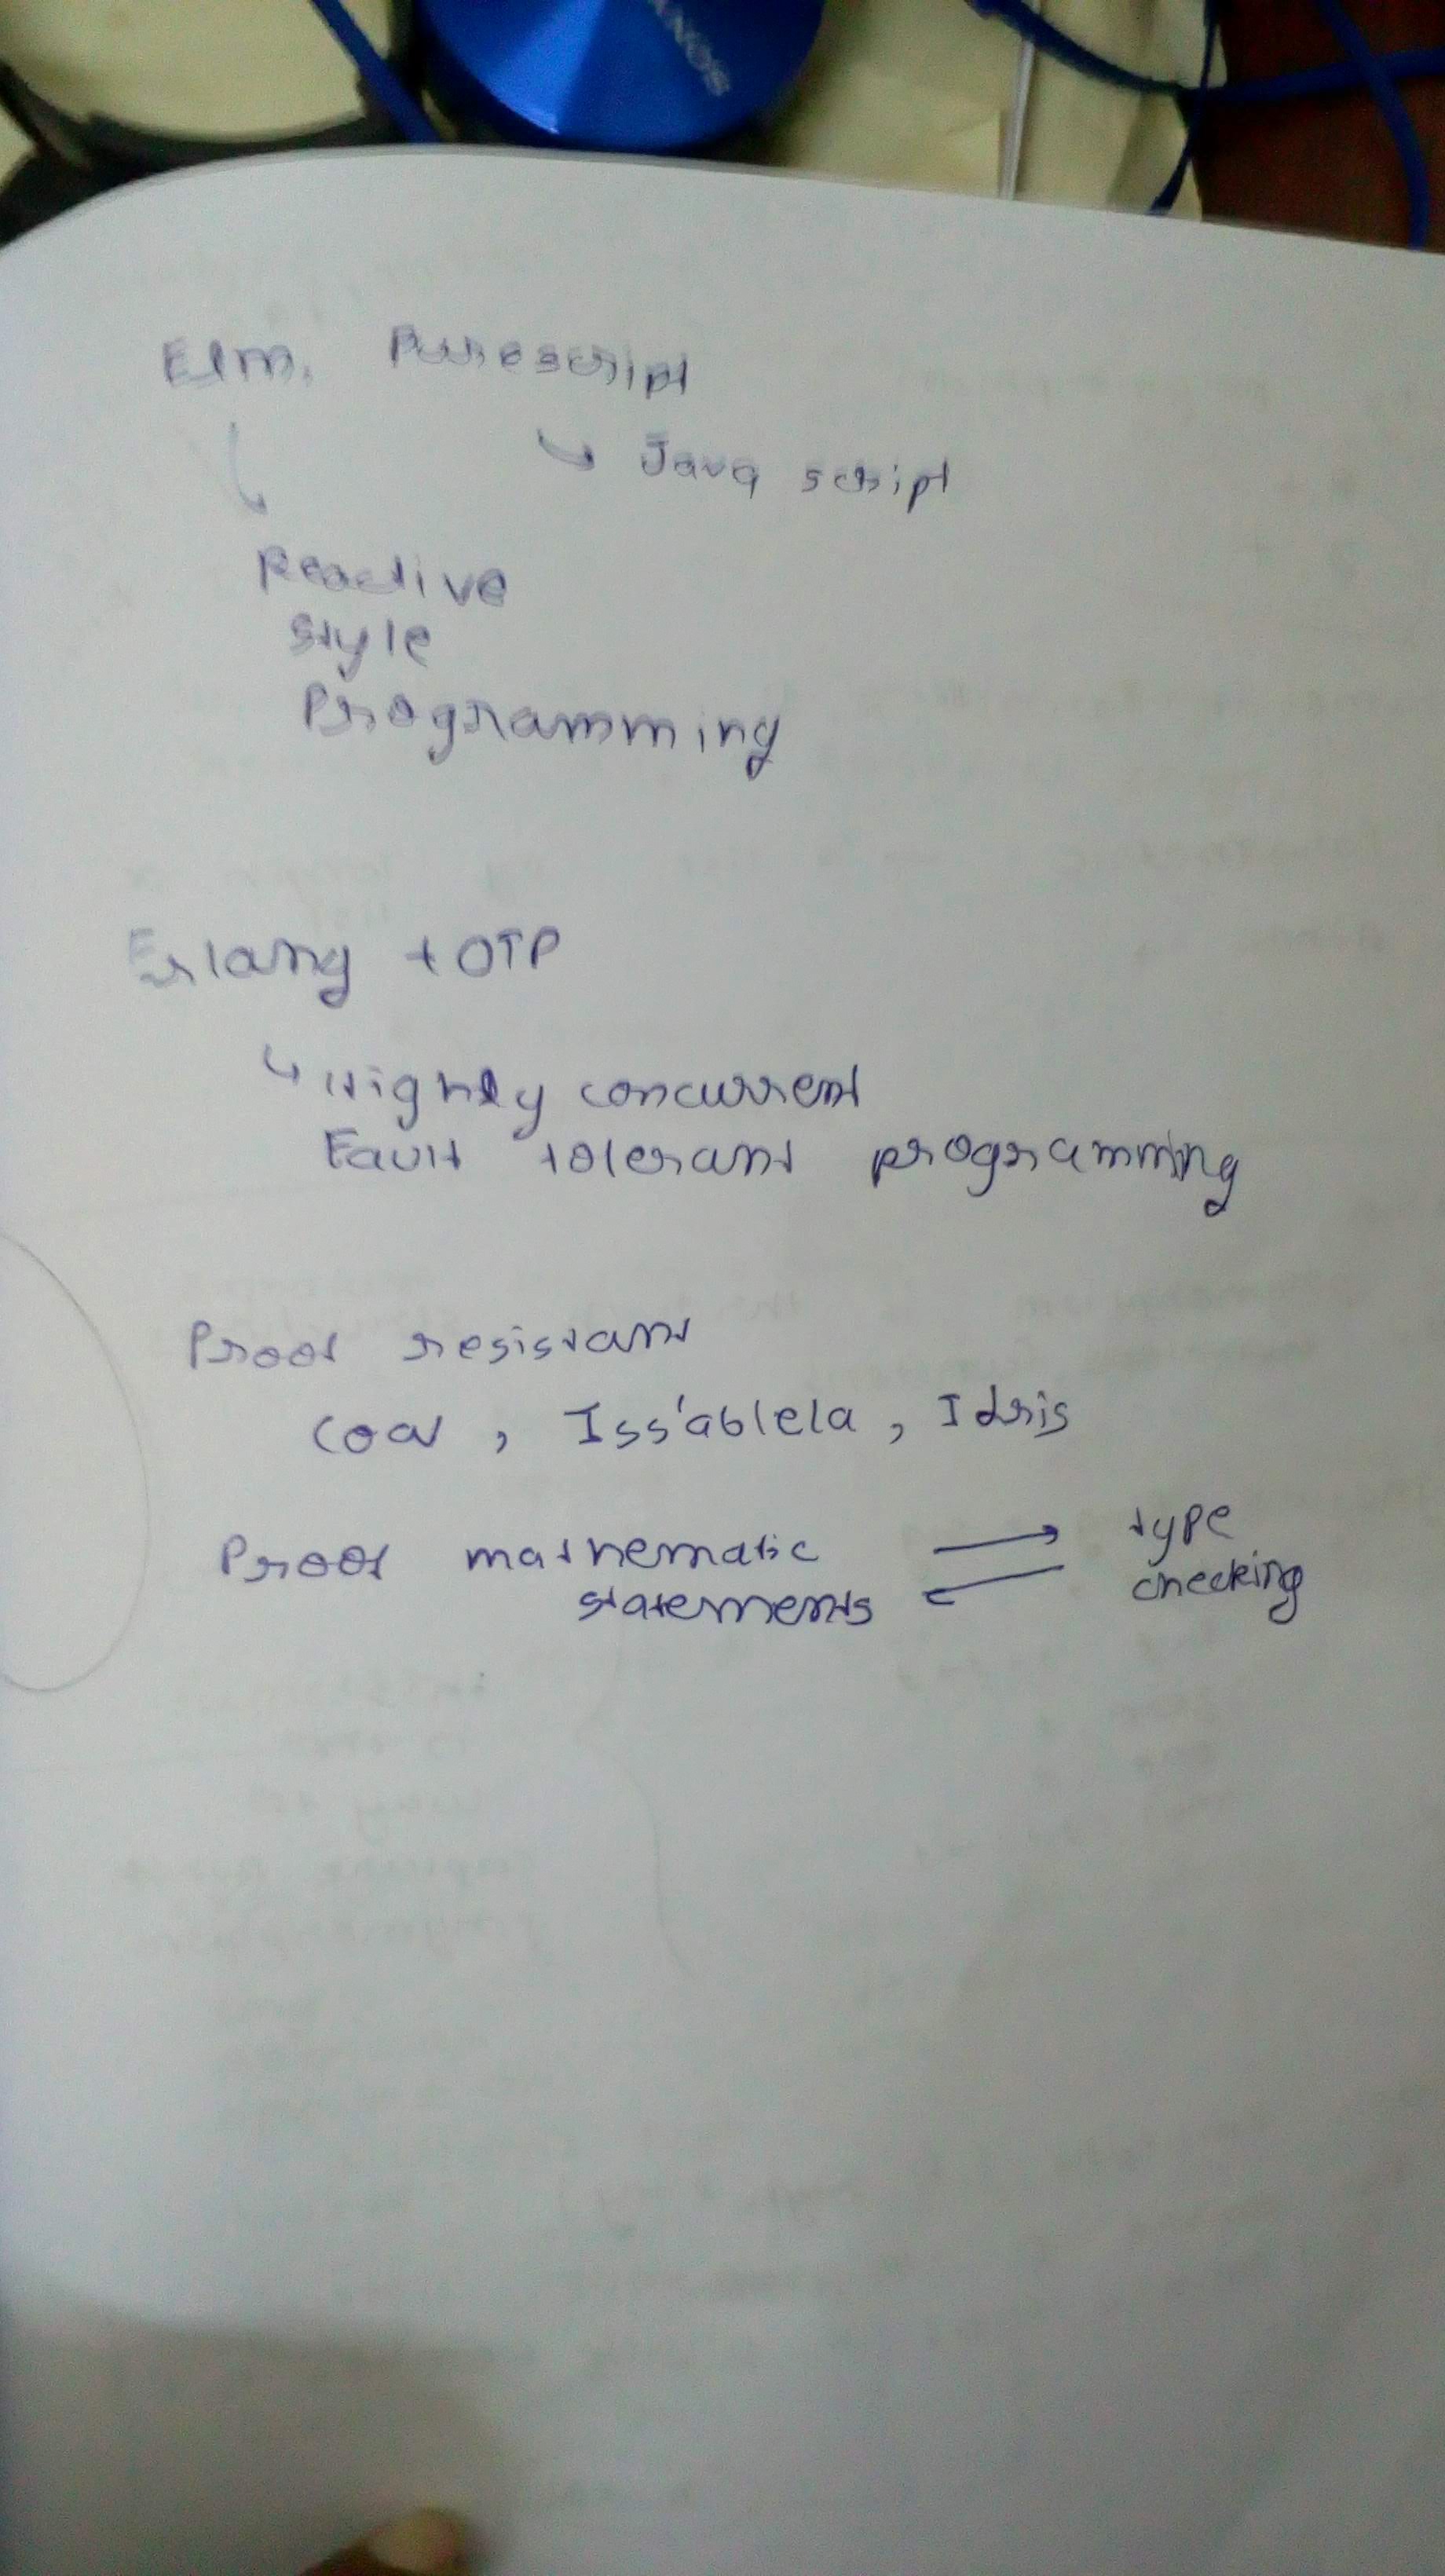 SONY
Elm, Purescript
↳ Java script
Reactive
style
Programming
Erlang + OTP
↳ Highly concurrent
Fault tolerant programming
Proof resistant
Coq, Iss'ablela, Idris
Proof mathematic → type
statements ← checking